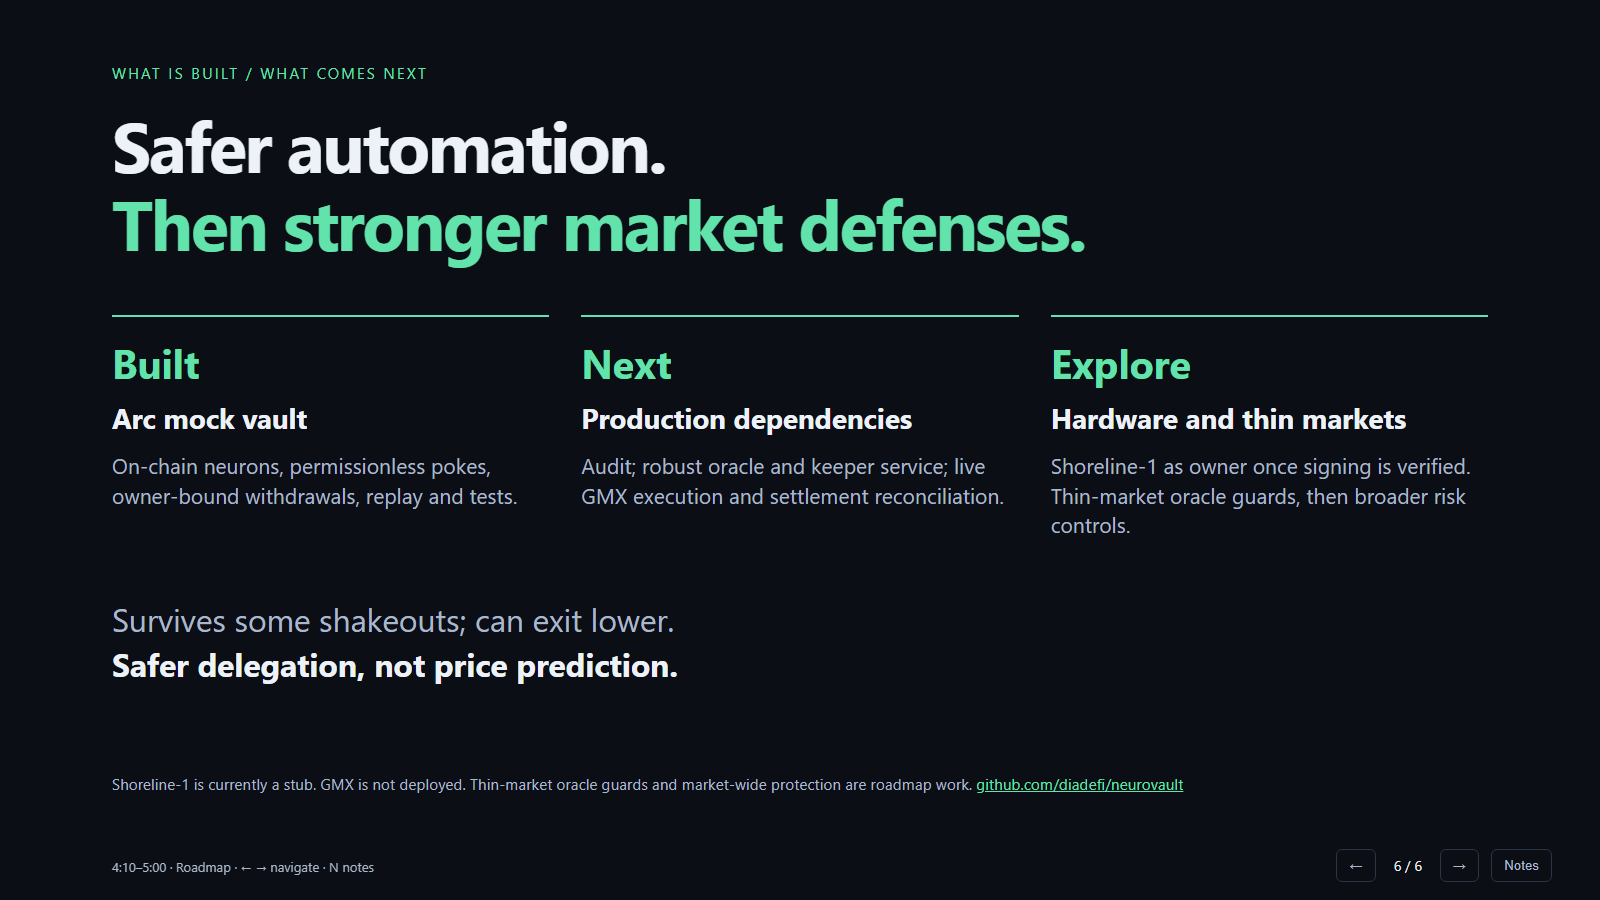 WHAT IS BUILT / WHAT COMES NEXT
Safer automation.
Then stronger market defenses.
Built
Arc mock vault
On-chain neurons, permissionless pokes,
owner-bound withdrawals, replay and tests.
Next
Production dependencies
Audit; robust oracle and keeper service; live
GMX execution and settlement reconciliation.
Explore
Hardware and thin markets
Shoreline-1 as owner once signing is verified.
Thin-market oracle guards, then broader risk
controls.
Survives some shakeouts; can exit lower.
Safer delegation, not price prediction.
Shoreline-1 is currently a stub. GMX is not deployed. Thin-market oracle guards and market-wide protection are roadmap work. github.com/diadefi/neurovault
4:10–5:00 · Roadmap · ← → navigate · N notes
← 6 / 6 → Notes